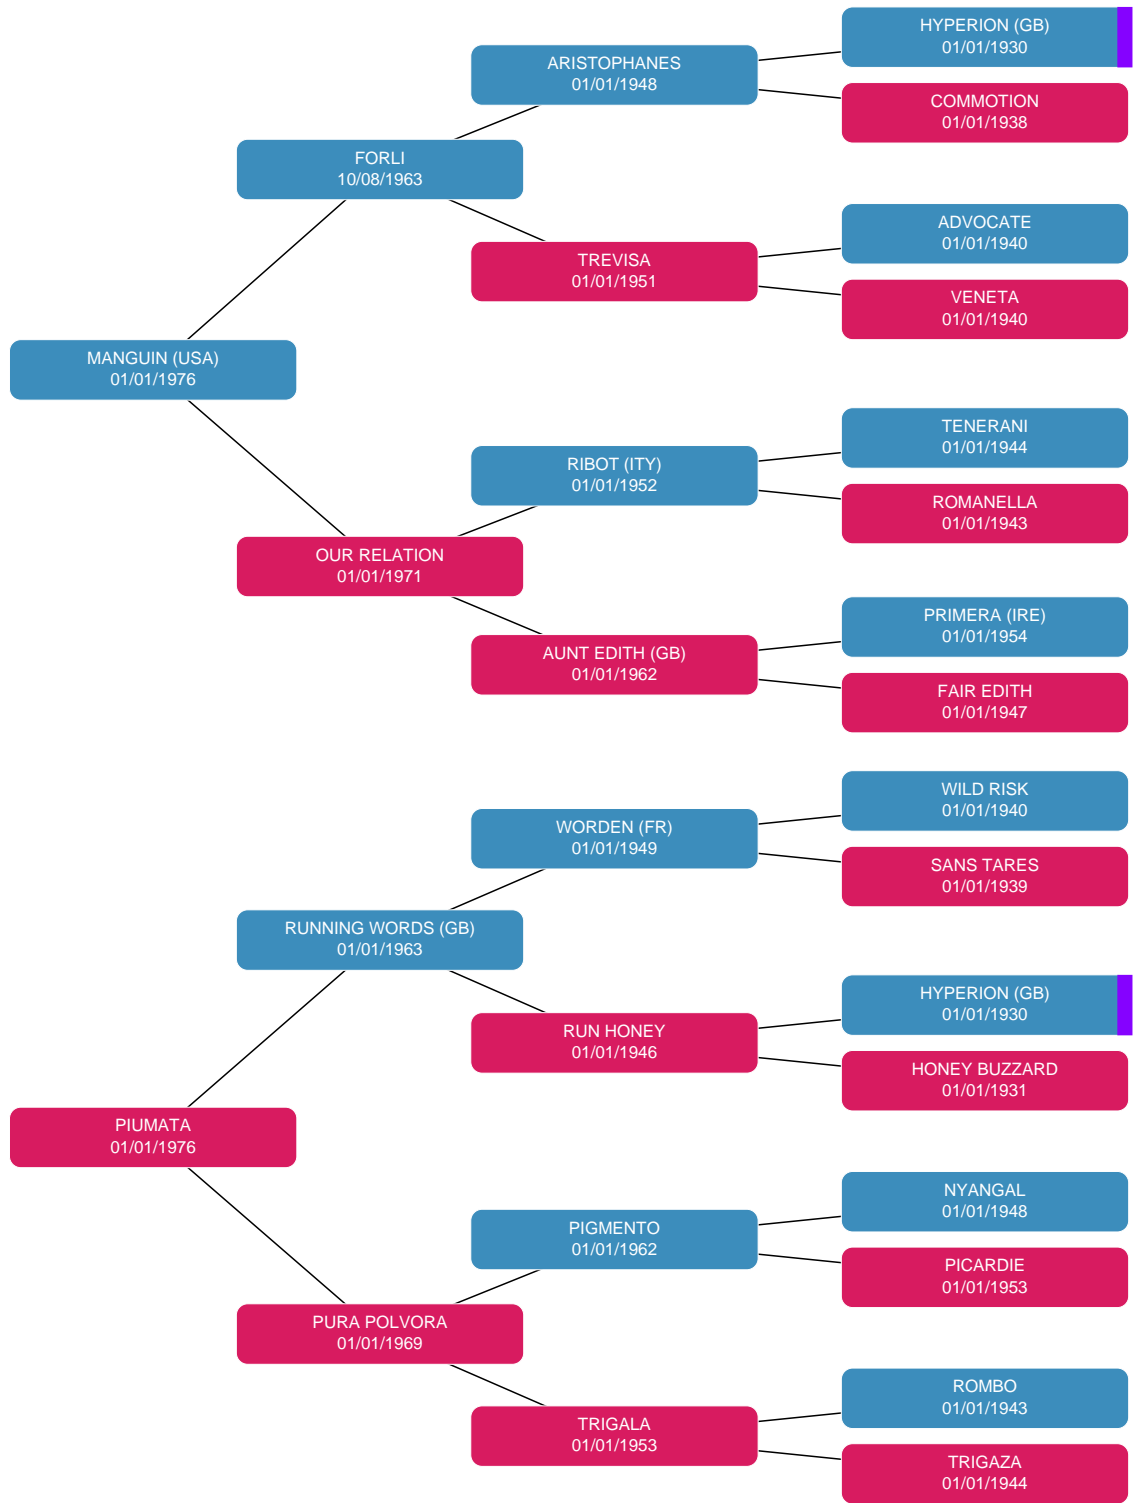 HYPERION (GB)
01/01/1930
ARISTOPHANES
01/01/1948
COMMOTION
01/01/1938
FORLI
10/08/1963
ADVOCATE
01/01/1940
TREVISA
01/01/1951
VENETA
01/01/1940
MANGUIN (USA)
01/01/1976
TENERANI
01/01/1944
RIBOT (ITY)
01/01/1952
ROMANELLA
01/01/1943
OUR RELATION
01/01/1971
PRIMERA (IRE)
01/01/1954
AUNT EDITH (GB)
01/01/1962
FAIR EDITH
01/01/1947
WILD RISK
01/01/1940
WORDEN (FR)
01/01/1949
SANS TARES
01/01/1939
RUNNING WORDS (GB)
01/01/1963
HYPERION (GB)
01/01/1930
RUN HONEY
01/01/1946
HONEY BUZZARD
01/01/1931
PIUMATA
01/01/1976
NYANGAL
01/01/1948
PIGMENTO
01/01/1962
PICARDIE
01/01/1953
PURA POLVORA
01/01/1969
ROMBO
01/01/1943
TRIGALA
01/01/1953
TRIGAZA
01/01/1944